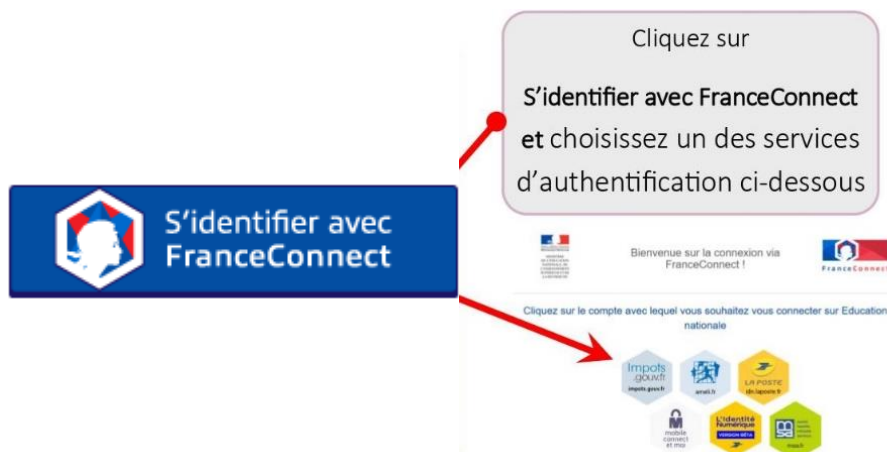 Cliquez sur
S'identifier avec FranceConnect
et choisissez un des services
d'authentification ci-dessous
S'identifier avec
FranceConnect
Bienvenue sur la connexion via
FranceConnect !
FranceConnect
Cliquez sur le compte avec lequel vous souhaitez vous connecter sur Education
nationale
Impots
.gouv.fr
impots.gouv.fr
ameli.fr
LA POSTE
idn.laposte.fr
mobile
connect
et moi
L'Identité
Numérique
VERSION BÊTA
msa.fr